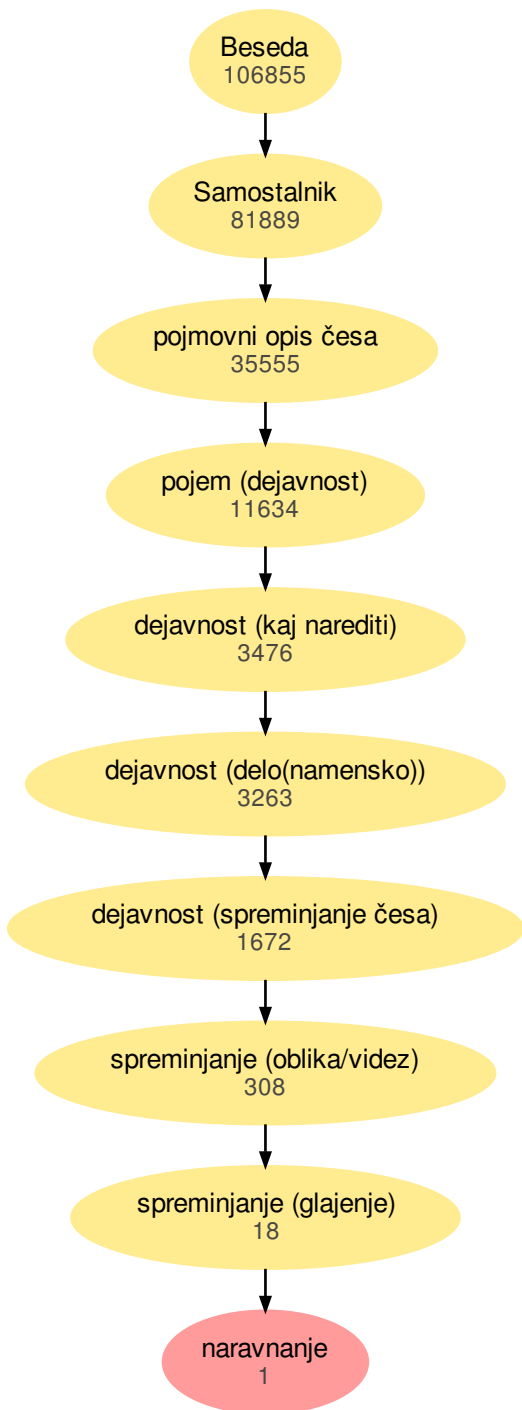 Beseda
106855
Samostalnik
81889
pojmovni opis česa
35555
pojem (dejavnost)
11634
dejavnost (kaj narediti)
3476
dejavnost (delo(namensko))
3263
dejavnost (spreminjanje česa)
1672
spreminjanje (oblika/videz)
308
spreminjanje (glajenje)
18
naravnanje
1